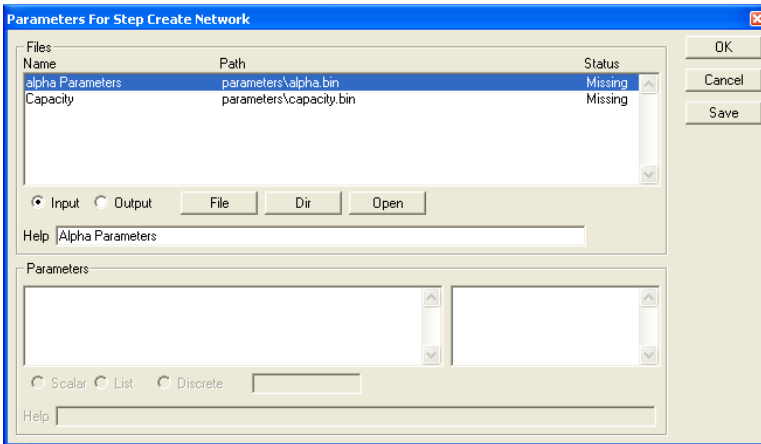 Parameters For Step Create Network
Files
Name Path Status
alpha Parameters parameters\alpha.bin Missing
Capacity parameters\capacity.bin Missing
Input Output File Dir Open
Help Alpha Parameters
Parameters
Scalar List Discrete
Help
OK
Cancel
Save